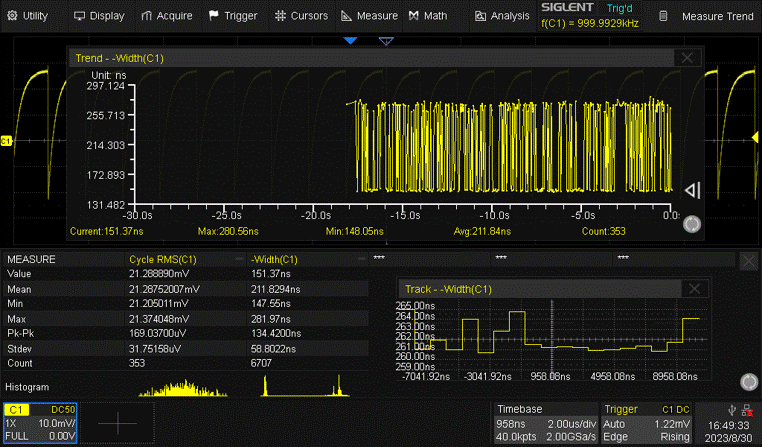 Utility Display Acquire Trigger Cursors Measure Math Analysis SIGLENT Trig'd Measure Trend
f(C1) = 999.9929kHz
Trend - -Width(C1)
Unit: ns
297.124
255.713
214.303
172.893
131.482
-30.0s -25.0s -20.0s -15.0s -10.0s -5.0s 0.0s
Current:151.37ns Max:280.56ns Min:148.05ns Avg:211.84ns Count:353
C1
MEASURE Cycle RMS(C1) -Width(C1) *** *** ***
Value 21.288890mV 151.37ns
Mean 21.28752007mV 211.8294ns
Min 21.205011mV 147.55ns
Max 21.374048mV 281.97ns
Pk-Pk 169.03700uV 134.4200ns
Stdev 31.75158uV 58.8022ns
Count 353 6707
Histogram
Track - -Width(C1)
265.00ns
264.00ns
263.00ns
262.00ns
261.00ns
260.00ns
259.00ns
-7041.92ns -3041.92ns 958.08ns 4958.08ns 8958.08ns
C1 DC50
1X 10.0mV/
FULL 0.00V
Timebase
958ns 2.00us/div
40.0kpts 2.00GSa/s
Trigger C1 DC
Auto 1.22mV
Edge Rising
16:49:33
2023/8/30